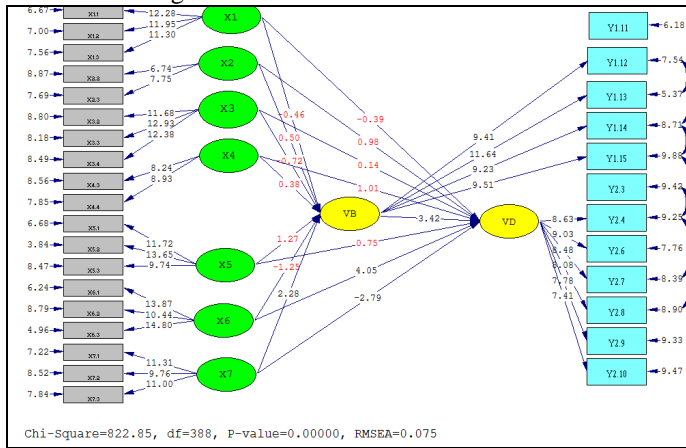 6.67 X1.1 12.28 X1 Y1.11 6.18
7.00 X1.2 11.95
7.56 X1.3 11.30 Y1.12 7.54
8.87 X2.2 6.74 X2
7.69 X2.3 7.75 Y1.13 5.37
8.80 X3.2 11.68 X3 -0.46 -0.39
8.18 X3.3 12.93 0.50 0.98 9.41 Y1.14 8.71
8.49 X3.4 12.38 -0.72 0.14 11.64
8.56 X4.3 8.24 X4 0.38 1.01 9.23 Y1.15 9.88
7.85 X4.4 8.93 9.51
Y2.3 9.42
6.68 X5.1 VB 3.42 VD 8.63 Y2.4 9.25
3.84 X5.2 11.72 9.03
13.65 X5 1.27 0.75 8.48 Y2.6 7.76
8.47 X5.3 9.74 -1.25 8.08
6.24 X6.1 13.87 2.28 4.05 7.78 Y2.7 8.39
8.79 X6.2 10.44 X6 -2.79 7.41
4.96 X6.3 14.80 Y2.8 8.90
7.22 X7.1 11.31 Y2.9 9.33
8.52 X7.2 9.76 X7
7.84 X7.3 11.00 Y2.10 9.47
Chi-Square=822.85, df=388, P-value=0.00000, RMSEA=0.075